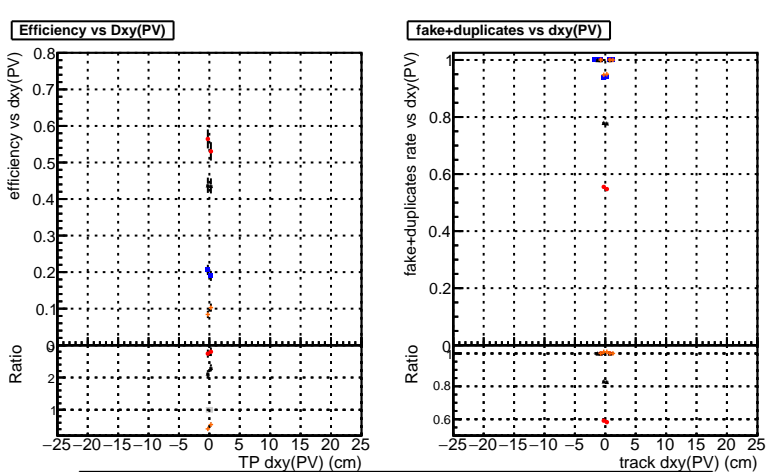 Efficiency vs Dxy(PV)
efficiency vs dxy(PV)
0.8
0.7
0.6
0.5
0.4
0.3
0.2
0.1
0
Ratio
2
1
−25 −20 −15 −10 −5 0 5 10 15 20 25
TP dxy(PV) (cm)
fake+duplicates vs dxy(PV)
fake+duplicates rate vs dxy(PV)
1
0.8
0.6
0.4
0.2
0
Ratio
1
0.8
0.6
−25 −20 −15 −10 −5 0 5 10 15 20 25
track dxy(PV) (cm)